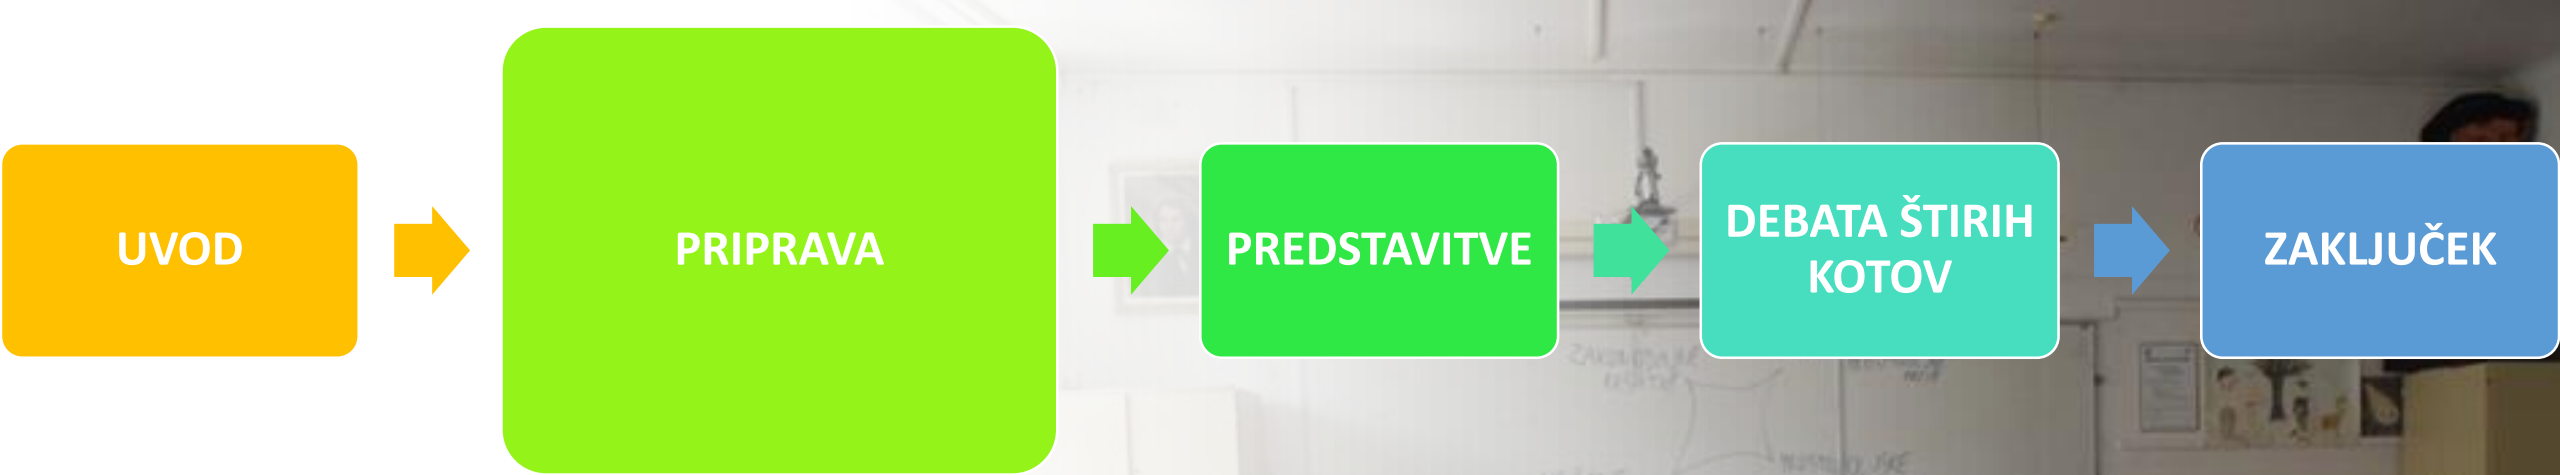 UVOD
PRIPRAVA
PREDSTAVITVE
DEBATA ŠTIRIH
KOTOV
ZAKLJUČEK